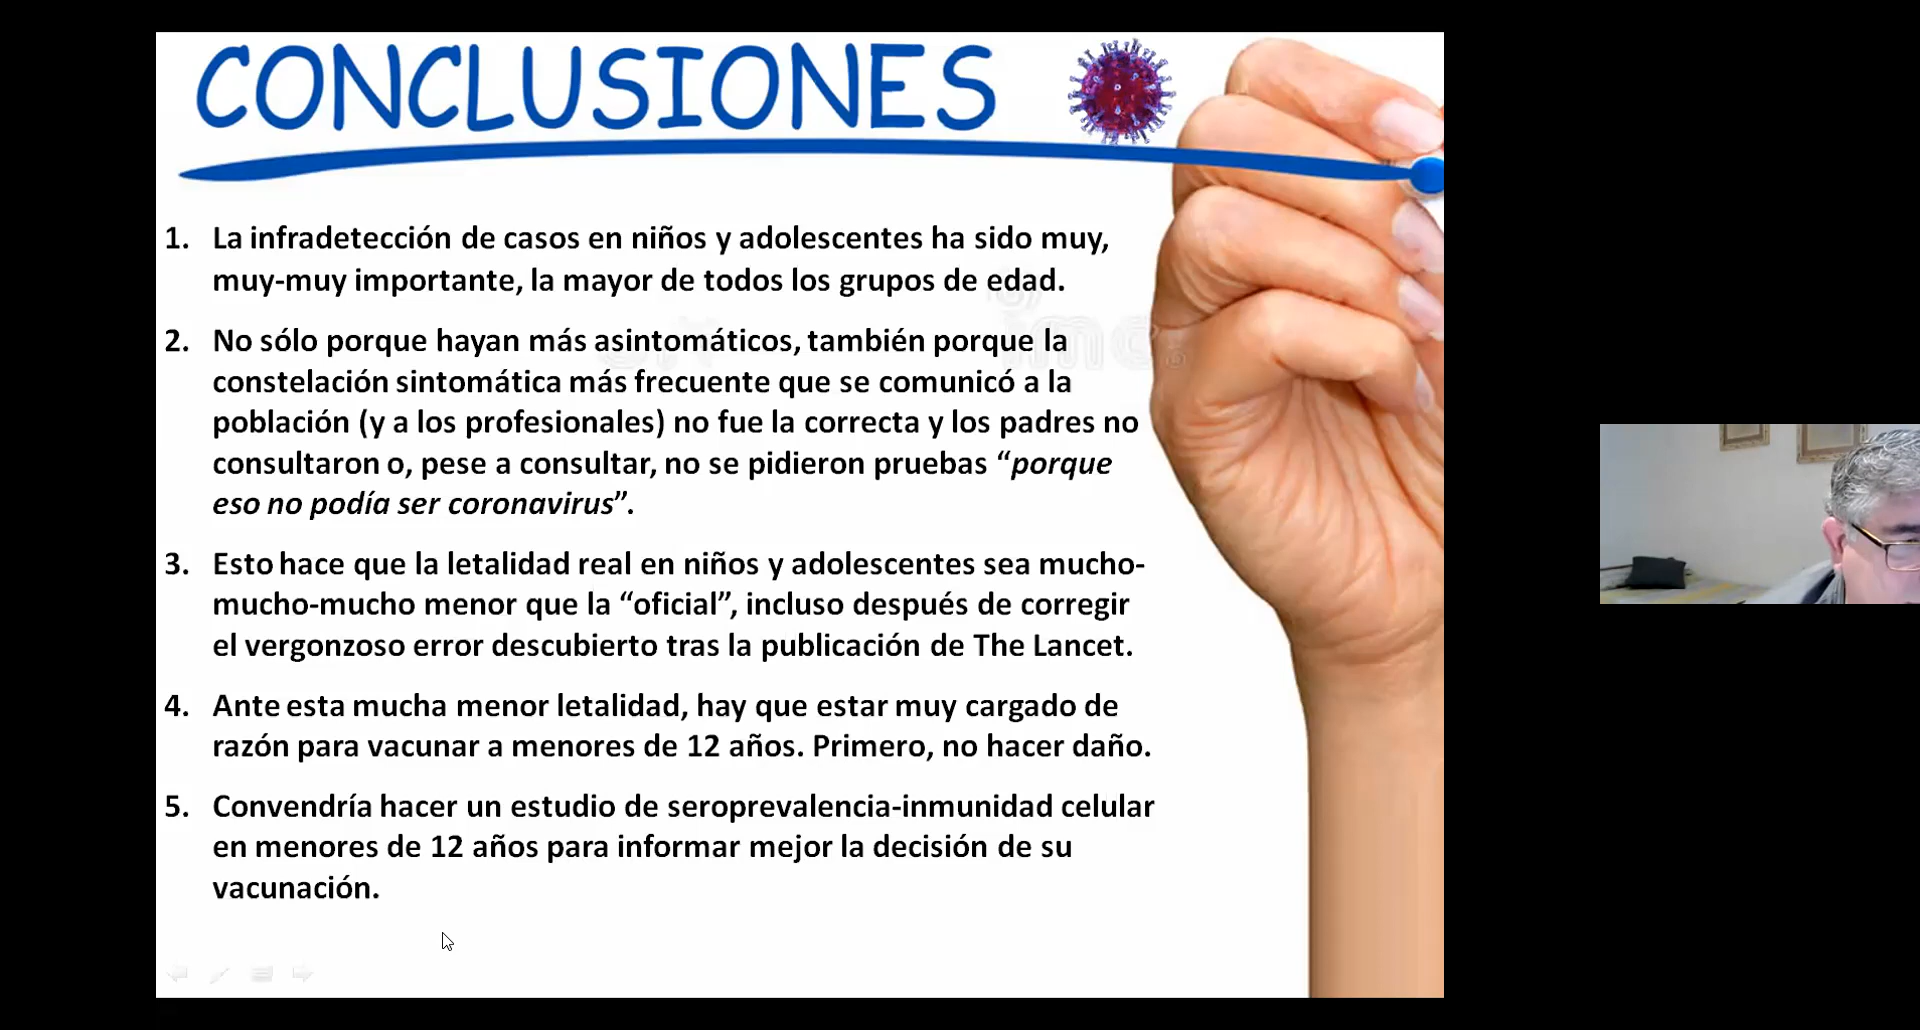 CONCLUSIONES
1. La infradetección de casos en niños y adolescentes ha sido muy,
muy-muy importante, la mayor de todos los grupos de edad.
2. No sólo porque hayan más asintomáticos, también porque la
constelación sintomática más frecuente que se comunicó a la
población (y a los profesionales) no fue la correcta y los padres no
consultaron o, pese a consultar, no se pidieron pruebas “porque
eso no podía ser coronavirus”.
3. Esto hace que la letalidad real en niños y adolescentes sea mucho-
mucho-mucho menor que la “oficial”, incluso después de corregir
el vergonzoso error descubierto tras la publicación de The Lancet.
4. Ante esta mucha menor letalidad, hay que estar muy cargado de
razón para vacunar a menores de 12 años. Primero, no hacer daño.
5. Convendría hacer un estudio de seroprevalencia-inmunidad celular
en menores de 12 años para informar mejor la decisión de su
vacunación.